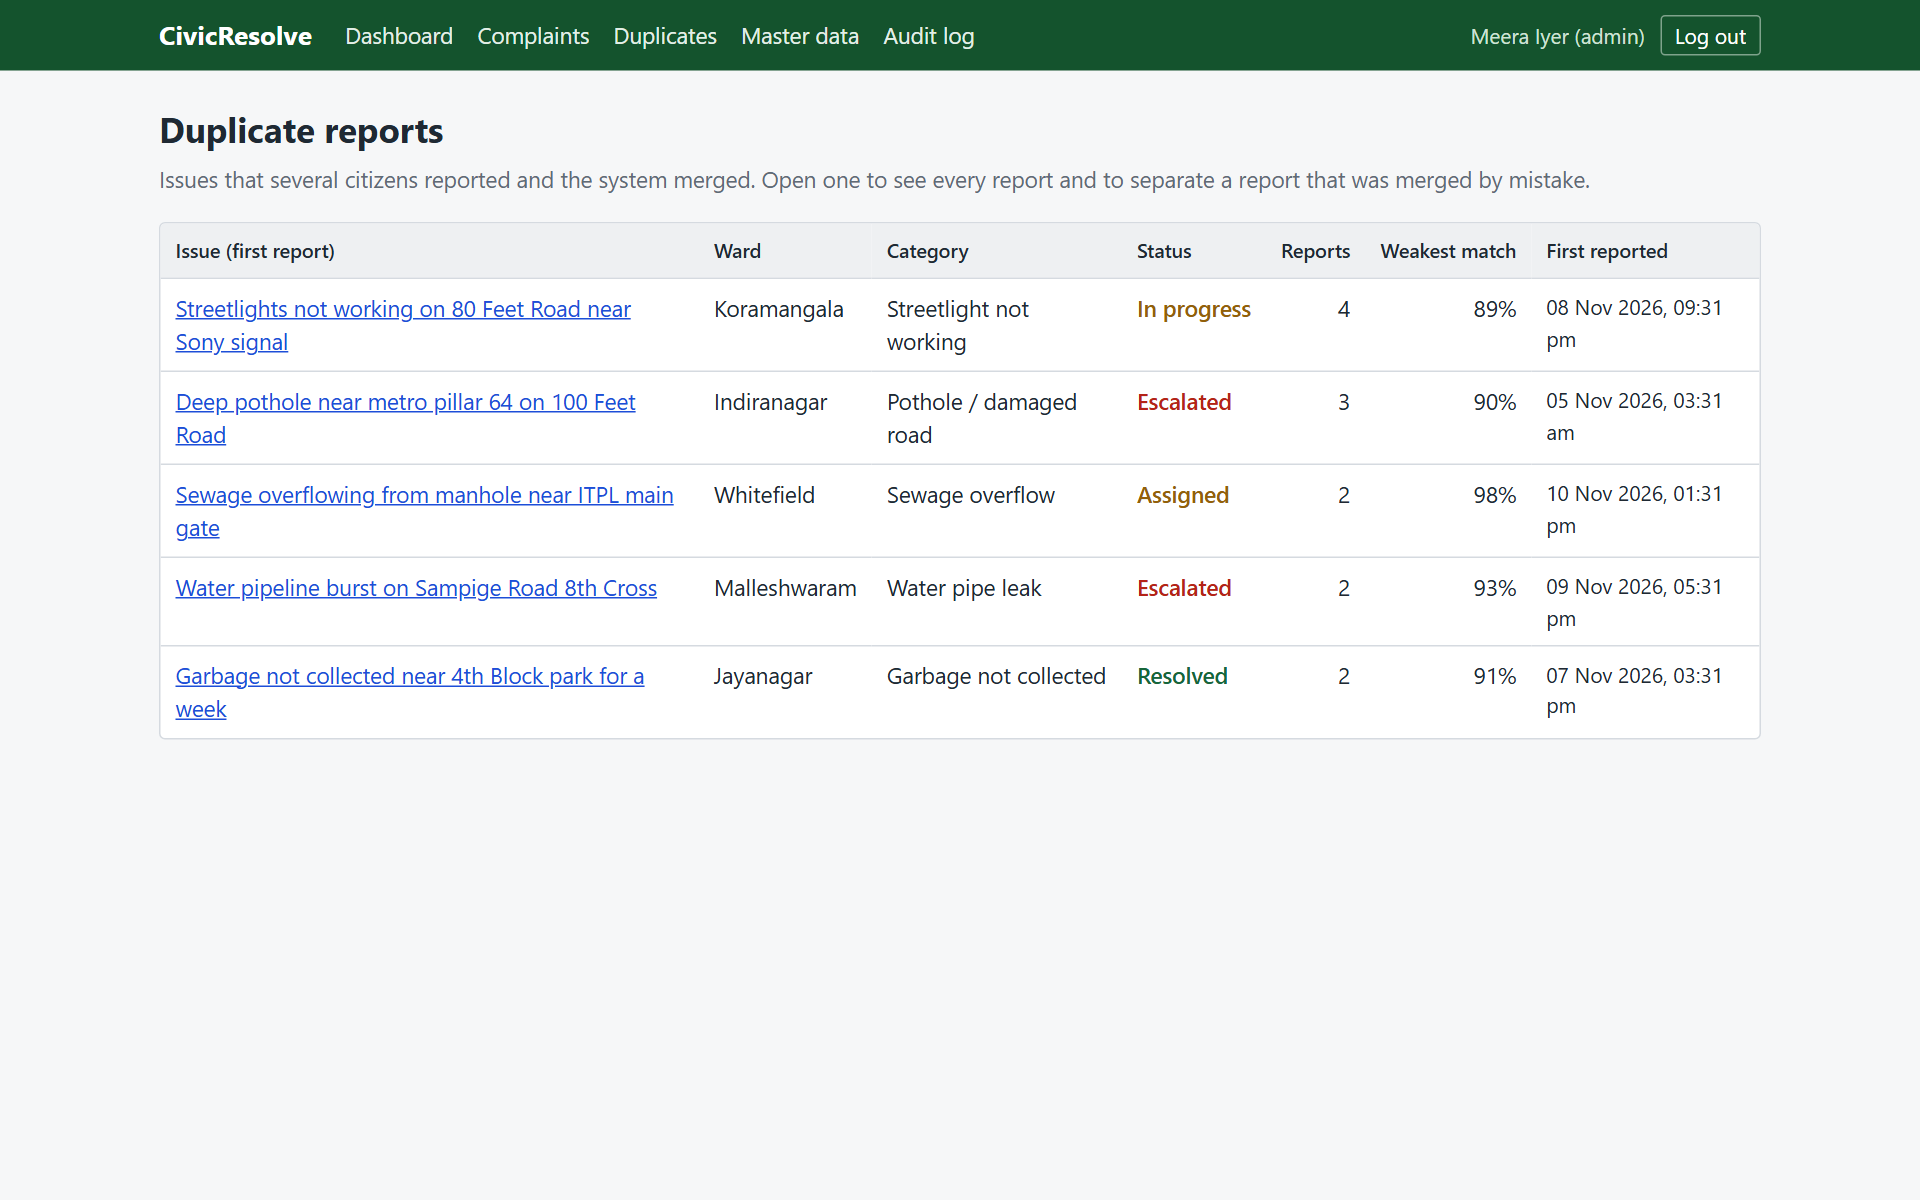 CivicResolve Dashboard Complaints Duplicates Master data Audit log Meera Iyer (admin) Log out
Duplicate reports
Issues that several citizens reported and the system merged. Open one to see every report and to separate a report that was merged by mistake.
Issue (first report) Ward Category Status Reports Weakest match First reported
Streetlights not working on 80 Feet Road near Koramangala Streetlight not In progress 4 89% 08 Nov 2026, 09:31
Sony signal working pm
Deep pothole near metro pillar 64 on 100 Feet Indiranagar Pothole / damaged Escalated 3 90% 05 Nov 2026, 03:31
Road road am
Sewage overflowing from manhole near ITPL main Whitefield Sewage overflow Assigned 2 98% 10 Nov 2026, 01:31
gate pm
Water pipeline burst on Sampige Road 8th Cross Malleshwaram Water pipe leak Escalated 2 93% 09 Nov 2026, 05:31
pm
Garbage not collected near 4th Block park for a Jayanagar Garbage not collected Resolved 2 91% 07 Nov 2026, 03:31
week pm